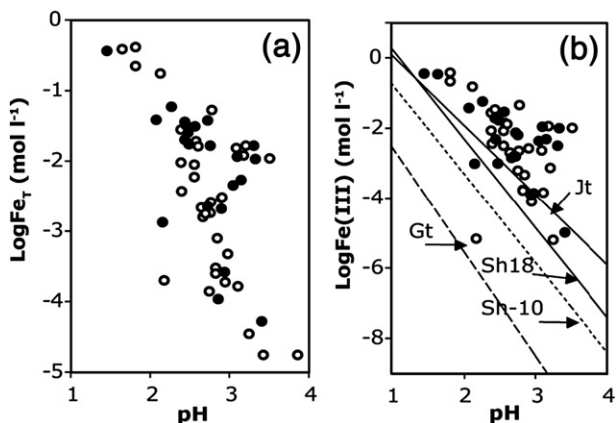 (a)
LogFeT (mol l-1)
0
-1
-2
-3
-4
-5
1 2 3 4
pH
(b)
LogFe(III) (mol l-1)
0
-2
-4
-6
-8
Jt
Gt
Sh18
Sh-10
1 2 3 4
pH